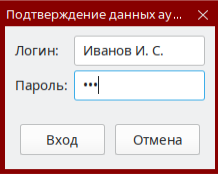 Подтверждение данных ау...
Логин: Иванов И. С.
Пароль: •••
Вход Отмена